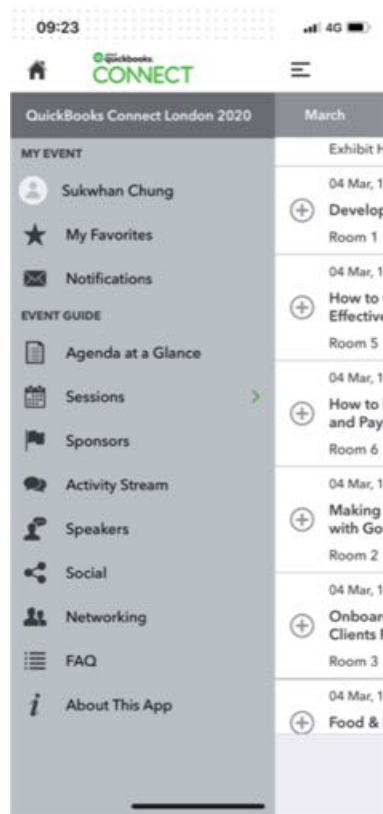 09:23
4G
quickbooks.
CONNECT
QuickBooks Connect London 2020
March
MY EVENT
Sukwhan Chung
My Favorites
Notifications
EVENT GUIDE
Agenda at a Glance
Sessions
Sponsors
Activity Stream
Speakers
Social
Networking
FAQ
About This App
Exhibit H
04 Mar, 1
Develop
Room 1
04 Mar, 1
How to
Effective
Room 5
04 Mar, 1
How to
and Pay
Room 6
04 Mar, 1
Making
with Go
Room 2
04 Mar, 1
Onboar
Clients
Room 3
04 Mar, 1
Food &